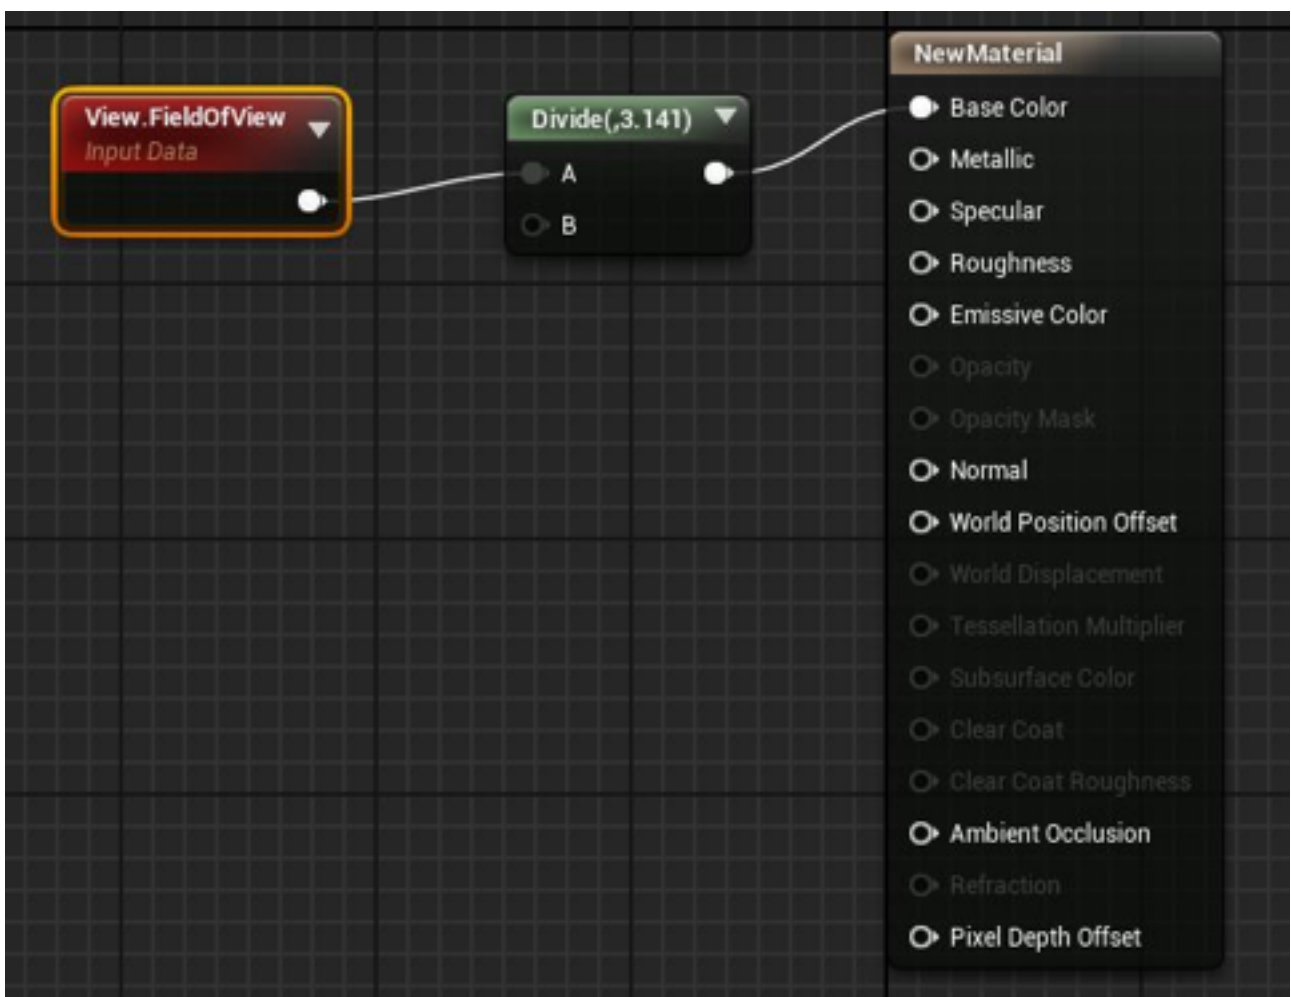 View.FieldOfView
Input Data
Divide(,3.141)
A
B
NewMaterial
Base Color
Metallic
Specular
Roughness
Emissive Color
Opacity
Opacity Mask
Normal
World Position Offset
World Displacement
Tessellation Multiplier
Subsurface Color
Clear Coat
Clear Coat Roughness
Ambient Occlusion
Refraction
Pixel Depth Offset